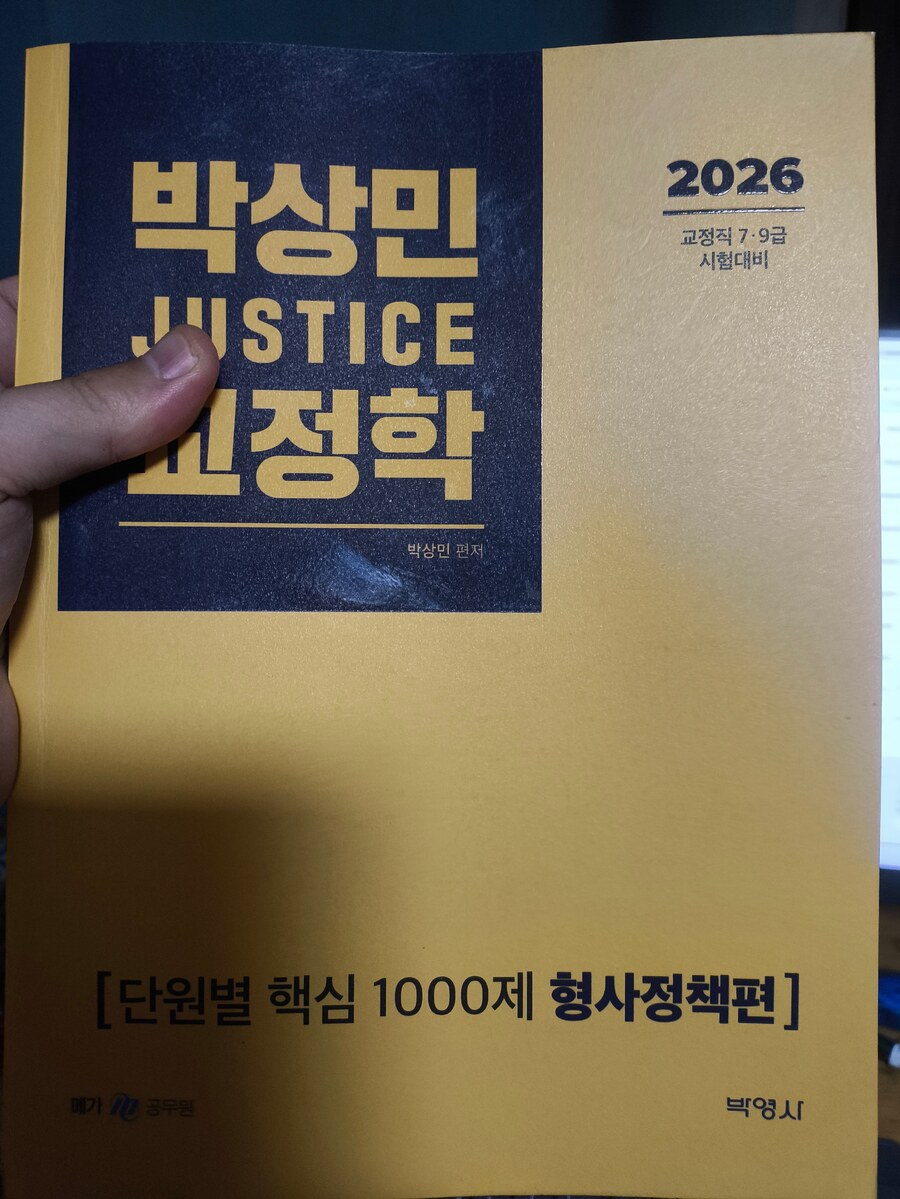 박상민
JUSTICE
교정학
박상민 편저
2026
교정직 7·9급
시험대비
[단원별 핵심 1000제 형사정책편]
메가 공무원
박영사